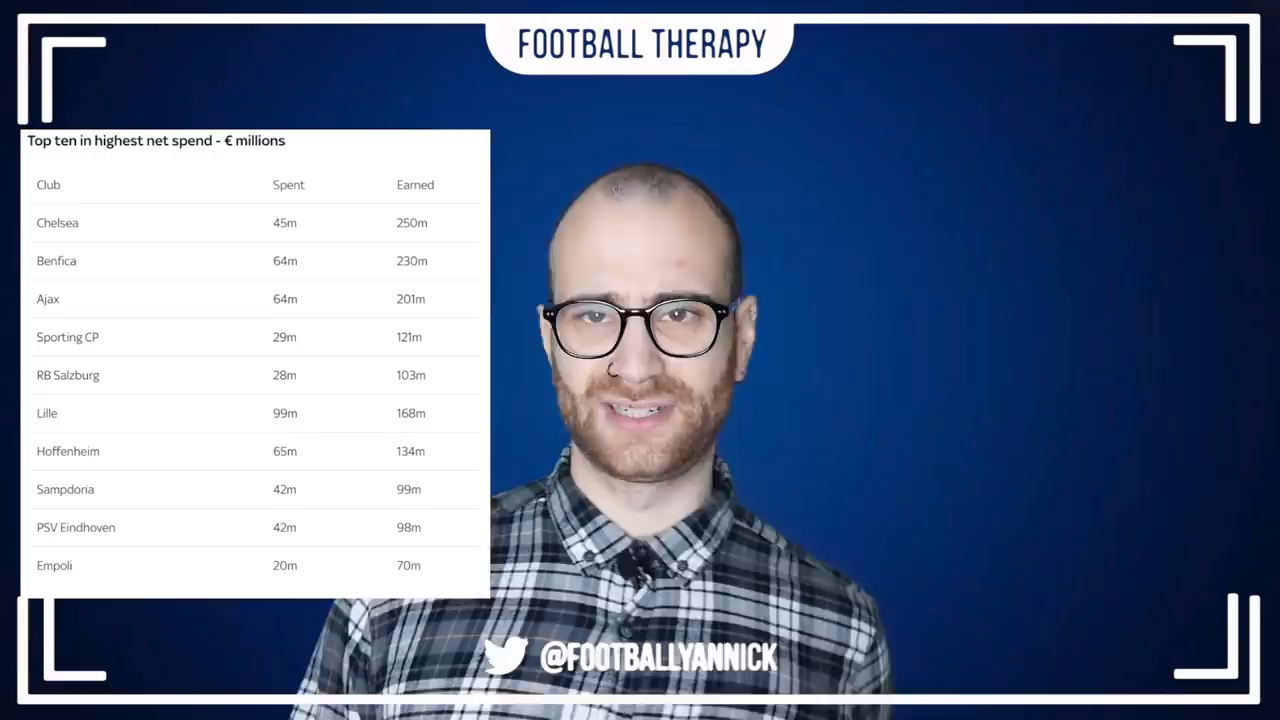 FOOTBALL THERAPY
Top ten in highest net spend - € millions
Club Spent Earned
Chelsea 45m 250m
Benfica 64m 230m
Ajax 64m 201m
Sporting CP 29m 121m
RB Salzburg 28m 103m
Lille 99m 168m
Hoffenheim 65m 134m
Sampdoria 42m 99m
PSV Eindhoven 42m 98m
Empoli 20m 70m
@FOOTBALLYANNICK